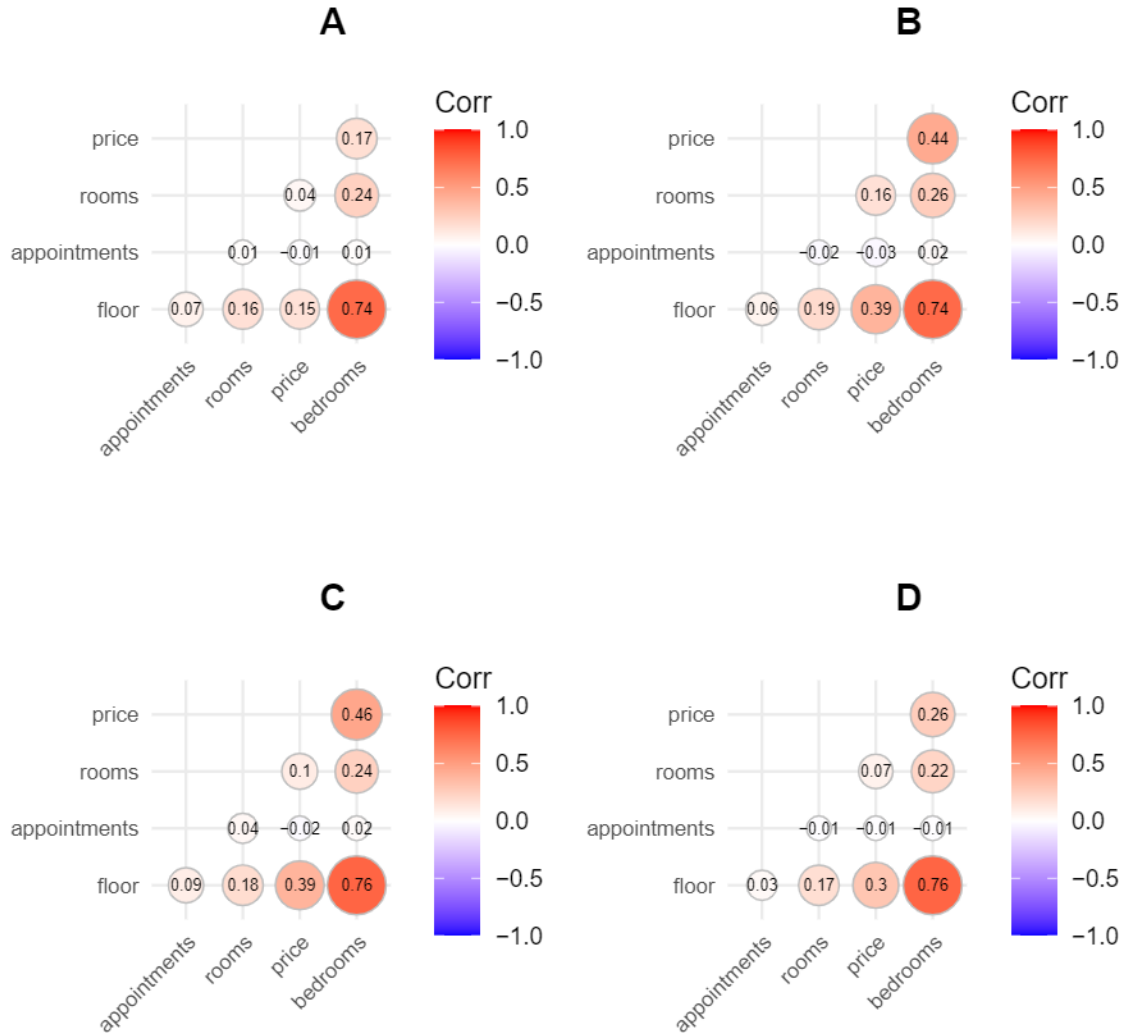 A
Corr
price
0.17
1.0
rooms
0.04
0.24
0.5
appointments
0.01
−0.01
0.01
0.0
floor
0.07
0.16
0.15
0.74
−0.5
−1.0
appointments
rooms
price
bedrooms
B
Corr
price
0.44
1.0
rooms
0.16
0.26
0.5
appointments
−0.02
−0.03
0.02
0.0
floor
0.06
0.19
0.39
0.74
−0.5
−1.0
appointments
rooms
price
bedrooms
C
Corr
price
0.46
1.0
rooms
0.1
0.24
0.5
appointments
0.04
−0.02
0.02
0.0
floor
0.09
0.18
0.39
0.76
−0.5
−1.0
appointments
rooms
price
bedrooms
D
Corr
price
0.26
1.0
rooms
0.07
0.22
0.5
appointments
−0.01
−0.01
−0.01
0.0
floor
0.03
0.17
0.3
0.76
−0.5
−1.0
appointments
rooms
price
bedrooms